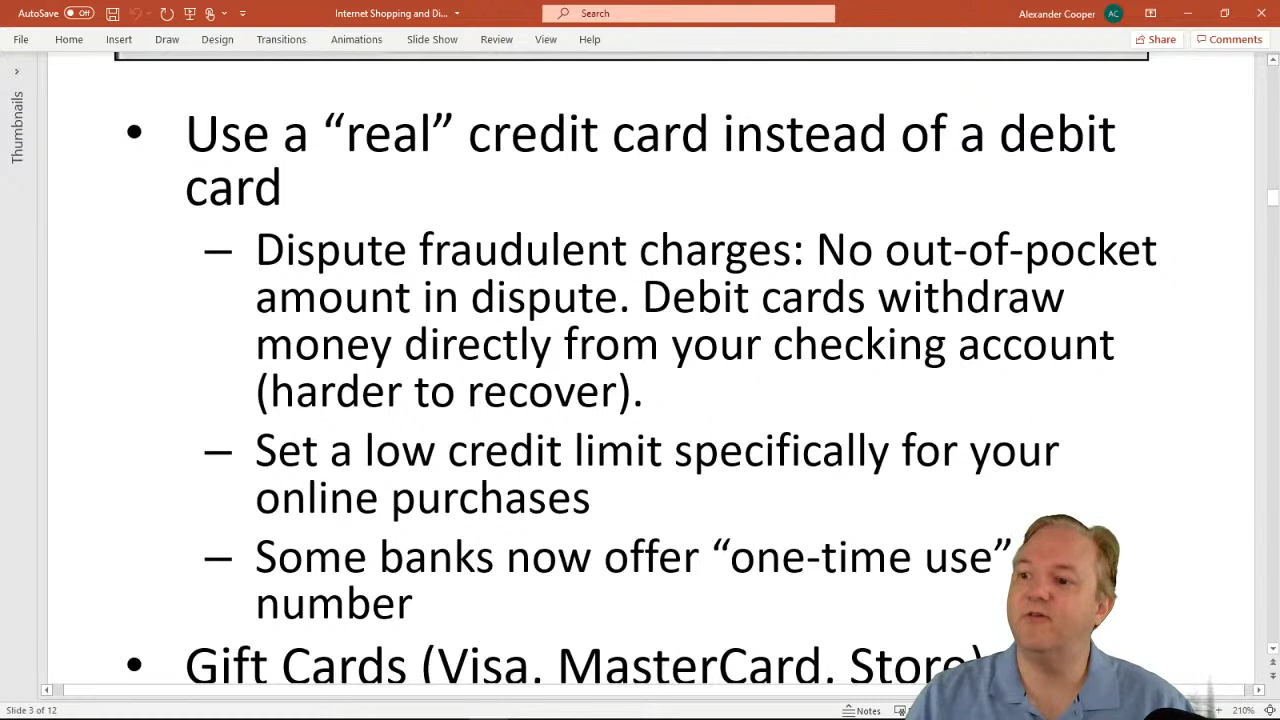 AutoSave Off Internet Shopping and Di... Search Alexander Cooper AC
File Home Insert Draw Design Transitions Animations Slide Show Review View Help Share Comments
Thumbnails
• Use a “real” credit card instead of a debit
card
– Dispute fraudulent charges: No out-of-pocket
amount in dispute. Debit cards withdraw
money directly from your checking account
(harder to recover).
– Set a low credit limit specifically for your
online purchases
– Some banks now offer “one-time use”
number
• Gift Cards (Visa, MasterCard, Store)
Slide 3 of 12 Notes 210%